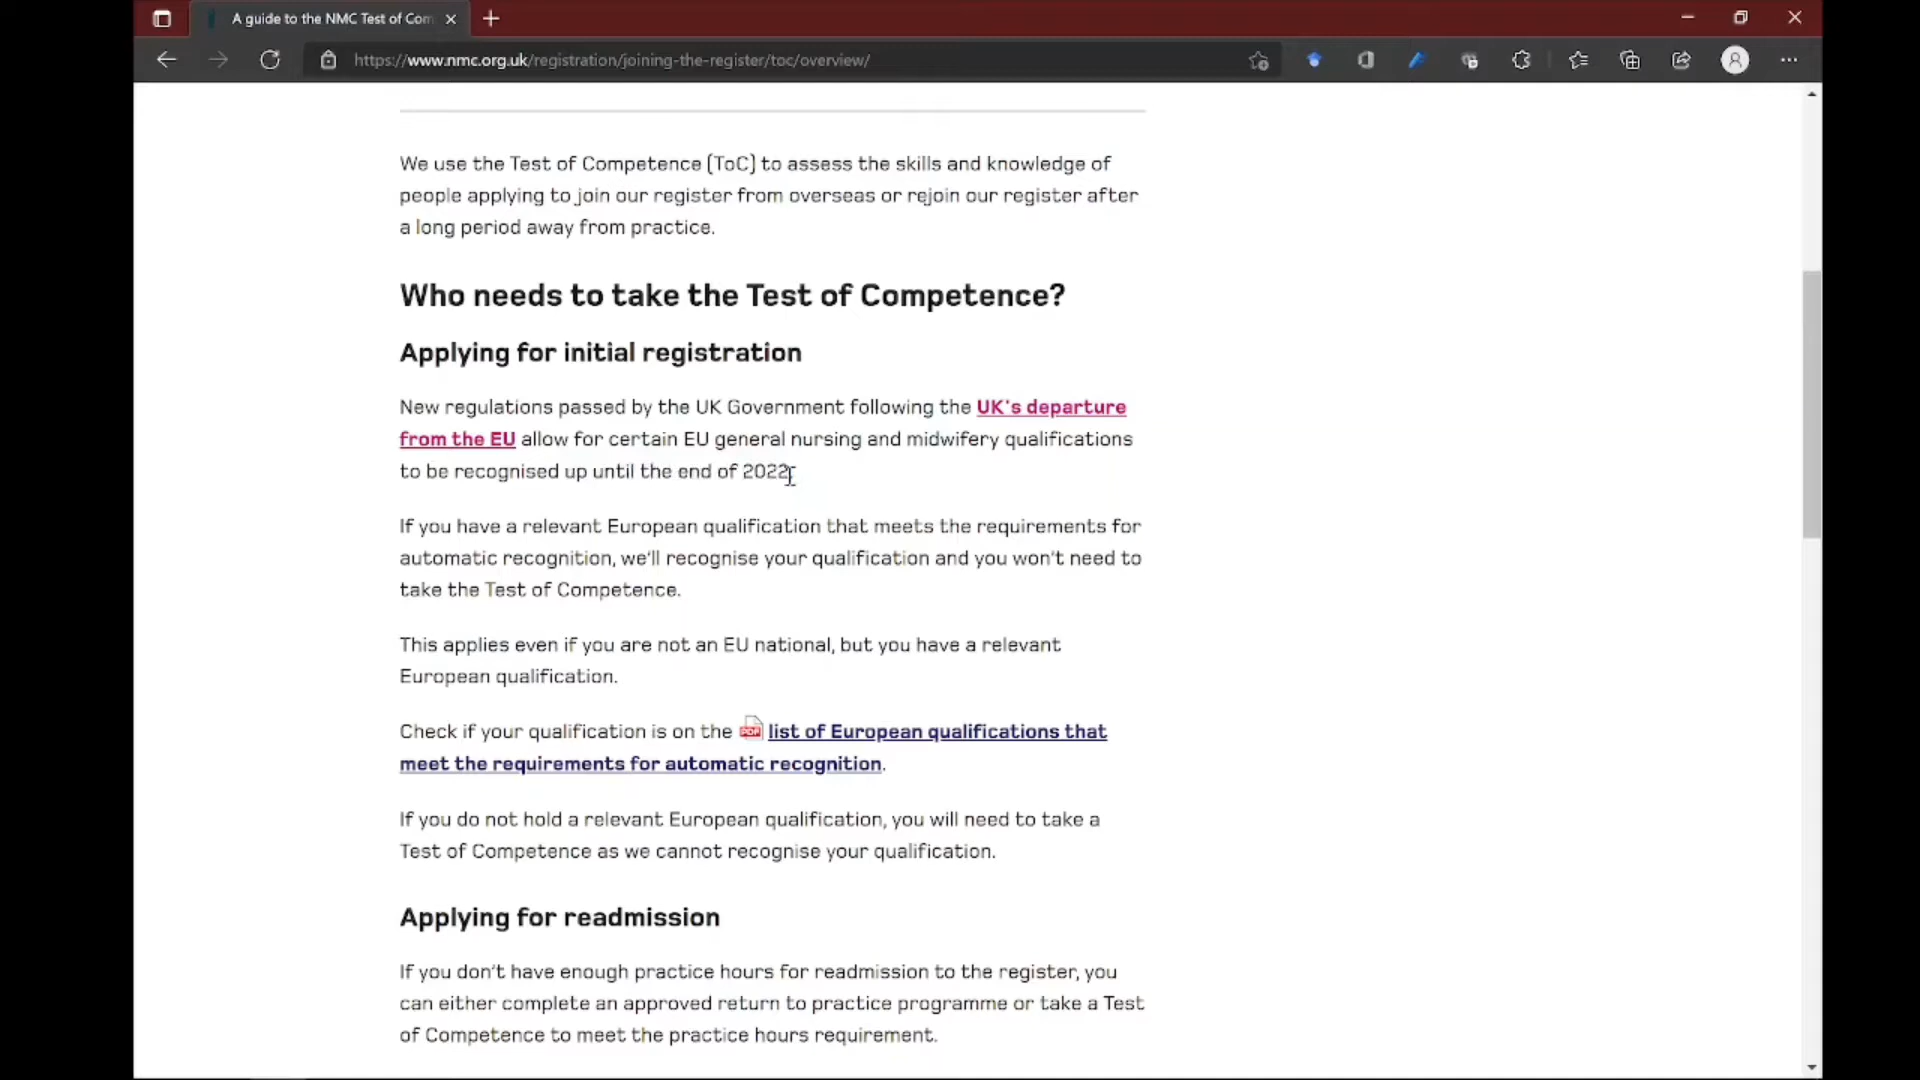 A guide to the NMC Test of Com
https://www.nmc.org.uk/registration/joining-the-register/toc/overview/
We use the Test of Competence (ToC) to assess the skills and knowledge of
people applying to join our register from overseas or rejoin our register after
a long period away from practice.
Who needs to take the Test of Competence?
Applying for initial registration
New regulations passed by the UK Government following the UK's departure
from the EU allow for certain EU general nursing and midwifery qualifications
to be recognised up until the end of 2022.
If you have a relevant European qualification that meets the requirements for
automatic recognition, we'll recognise your qualification and you won't need to
take the Test of Competence.
This applies even if you are not an EU national, but you have a relevant
European qualification.
Check if your qualification is on the PDF list of European qualifications that
meet the requirements for automatic recognition.
If you do not hold a relevant European qualification, you will need to take a
Test of Competence as we cannot recognise your qualification.
Applying for readmission
If you don't have enough practice hours for readmission to the register, you
can either complete an approved return to practice programme or take a Test
of Competence to meet the practice hours requirement.